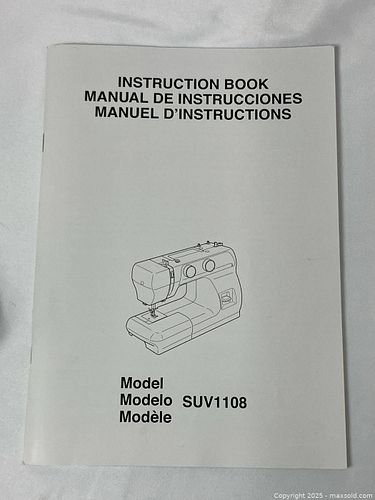 INSTRUCTION BOOK
MANUAL DE INSTRUCCIONES
MANUEL D'INSTRUCTIONS
Model
Modelo SUV1108
Modèle
Copyright 2025 - maxsold.com